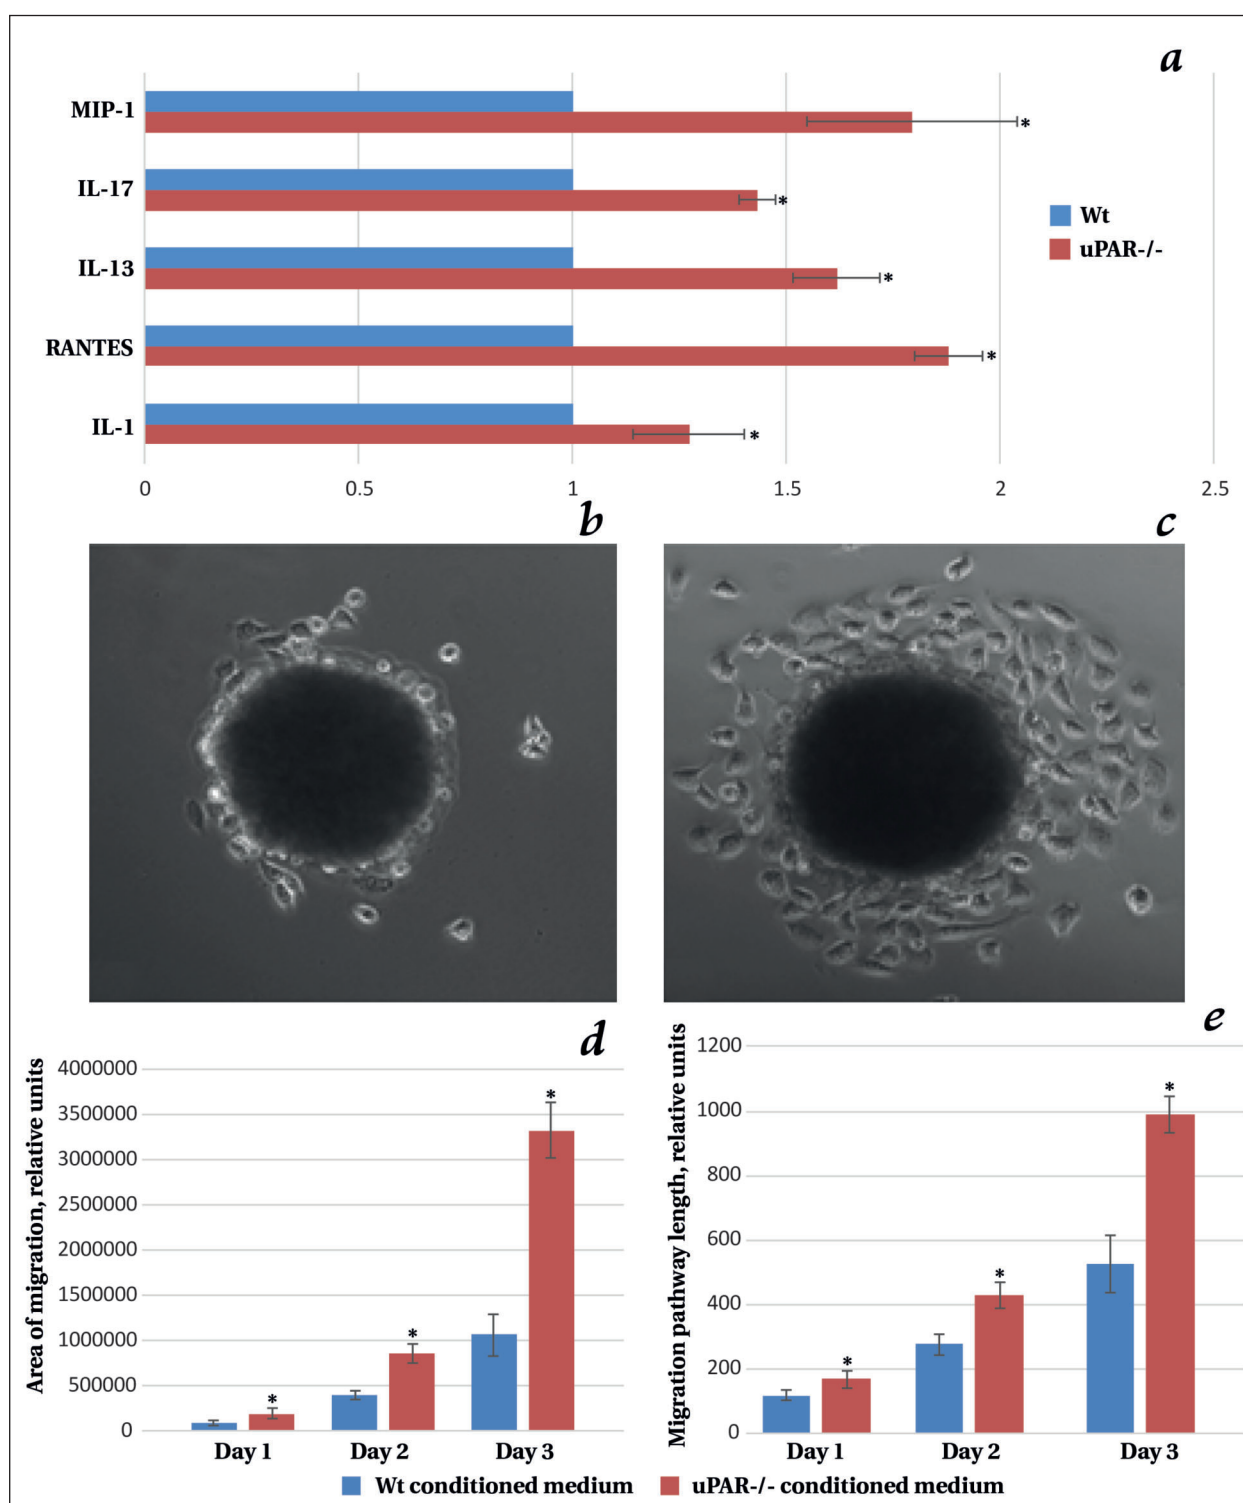 a
MIP-1
*
IL-17
*
Wt
IL-13
*
uPAR-/-
RANTES
*
IL-1
*
0 0.5 1 1.5 2 2.5
b
c
d
Area of migration, relative units
4000000
3500000
3000000
2500000
2000000
1500000
1000000
500000
0
*
*
*
Day 1 Day 2 Day 3
e
Migration pathway length, relative units
1200
1000
800
600
400
200
0
*
*
*
Day 1 Day 2 Day 3
Wt conditioned medium uPAR-/- conditioned medium